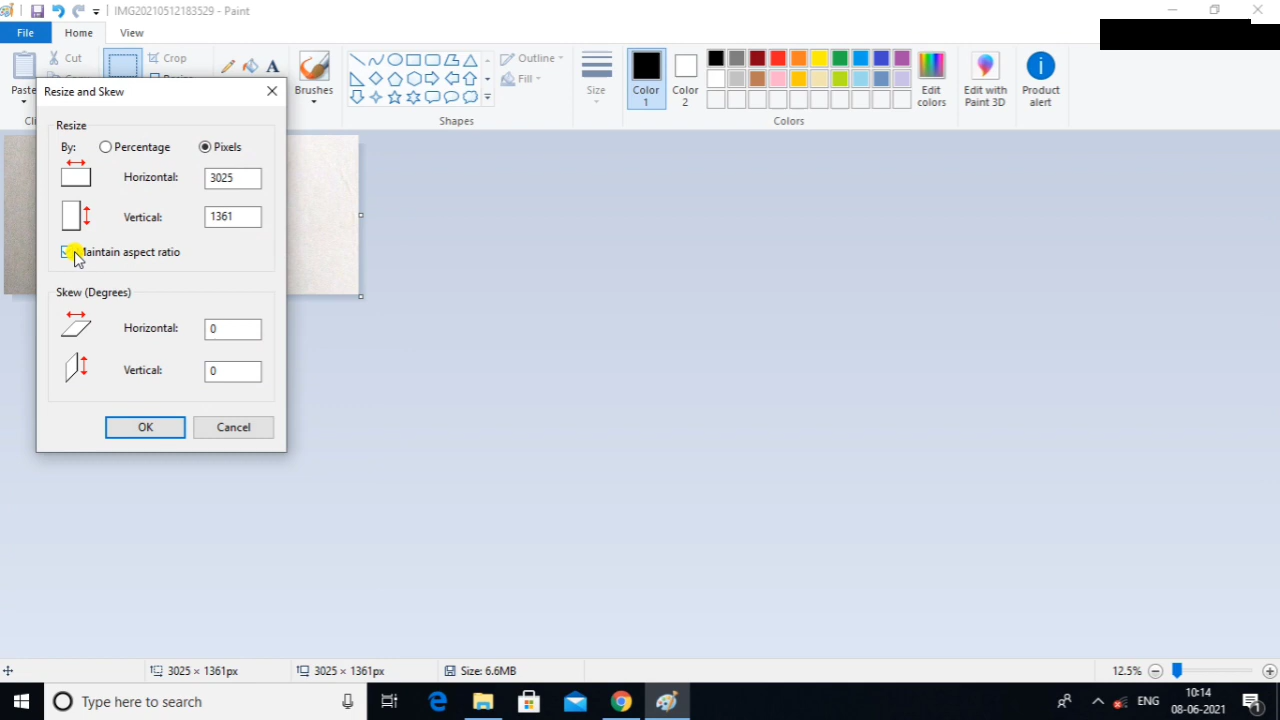 IMG20210512183529 - Paint
File
Home
View
Cut
Crop
Paste
Brushes
Outline
Fill
Shapes
Size
Color 1
Color 2
Edit colors
Edit with Paint 3D
Product alert
Colors
Resize and Skew
Resize
By:
Percentage
Pixels
Horizontal:
3025
Vertical:
1361
aspect ratio
Skew (Degrees)
Horizontal:
0
Vertical:
0
OK
Cancel
3025 × 1361px
3025 × 1361px
Size: 6.6MB
12.5%
Type here to search
ENG
10:14
08-06-2021
1